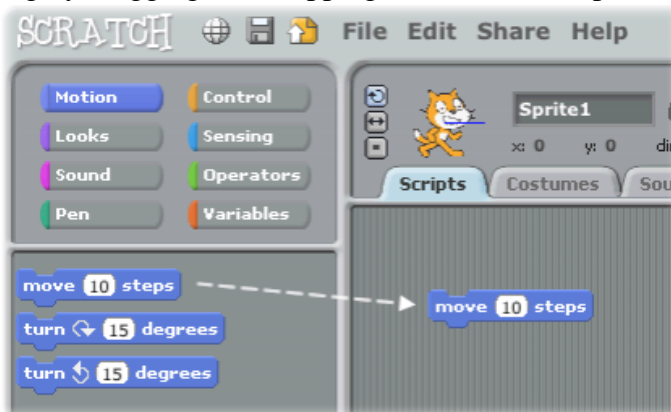 SCRATCH File Edit Share Help
Motion Control
Looks Sensing
Sound Operators
Pen Variables
Sprite1
x: 0 y: 0
Scripts Costumes
move 10 steps
turn 15 degrees
turn 15 degrees
move 10 steps